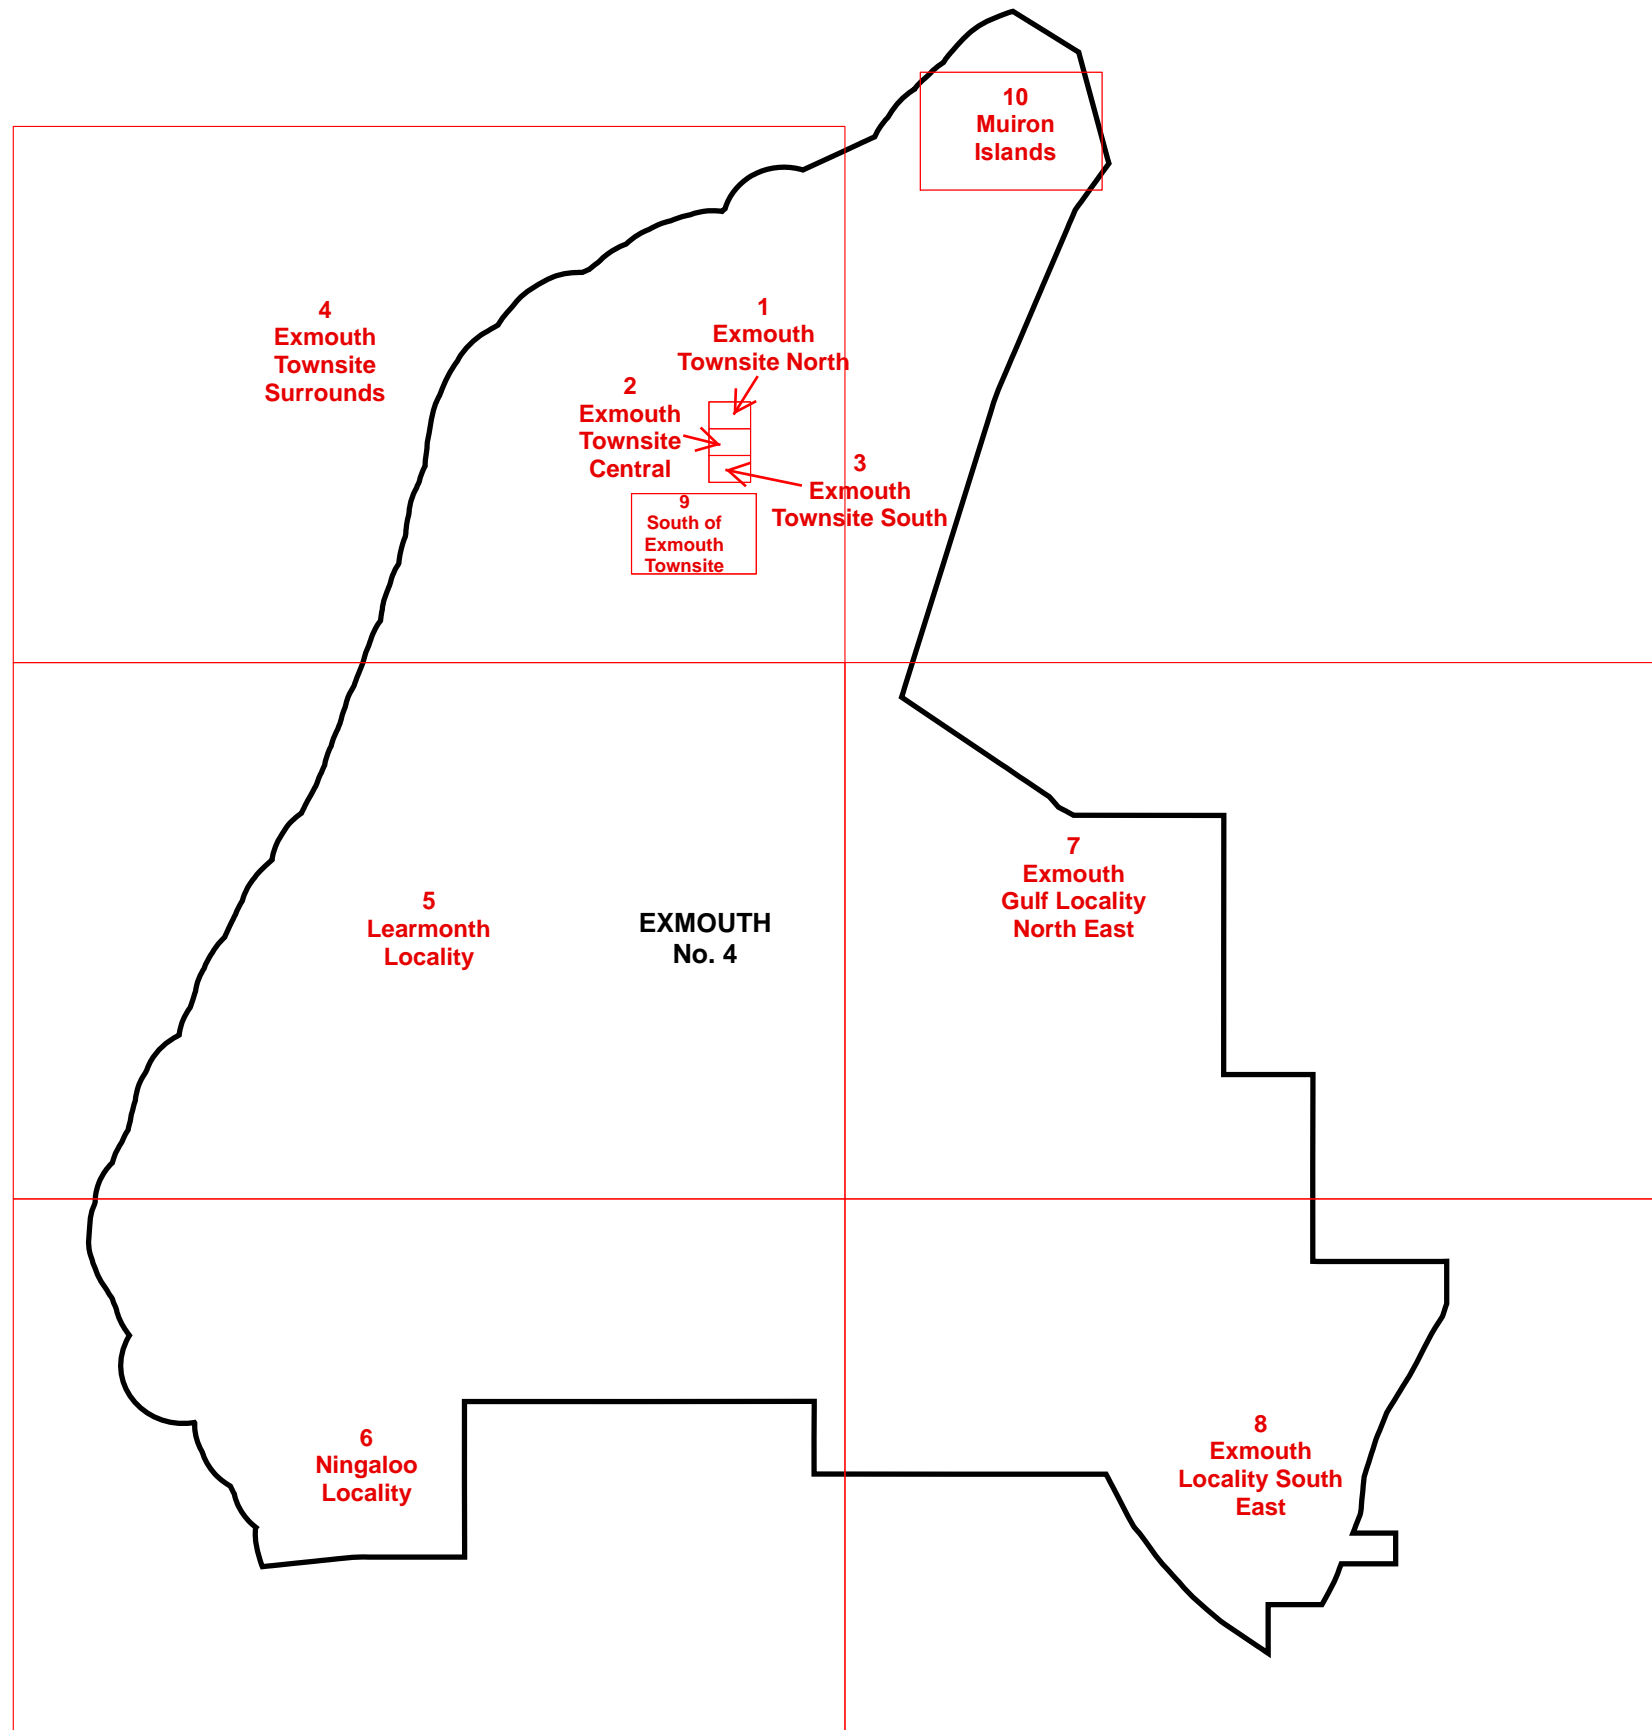 10
Muiron
Islands
4
Exmouth
Townsite
Surrounds
1
Exmouth
Townsite North
2
Exmouth
Townsite
Central
3
Exmouth
Townsite South
9
South of
Exmouth
Townsite
5
Learmonth
Locality
EXMOUTH
No. 4
7
Exmouth
Gulf Locality
North East
6
Ningaloo
Locality
8
Exmouth
Locality South
East